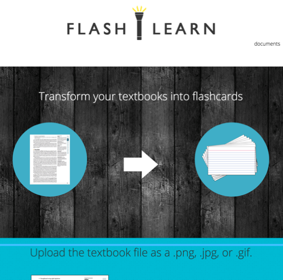 FLASH LEARN
documents
Transform your textbooks into flashcards
Upload the textbook file as a .png, .jpg, or .gif.